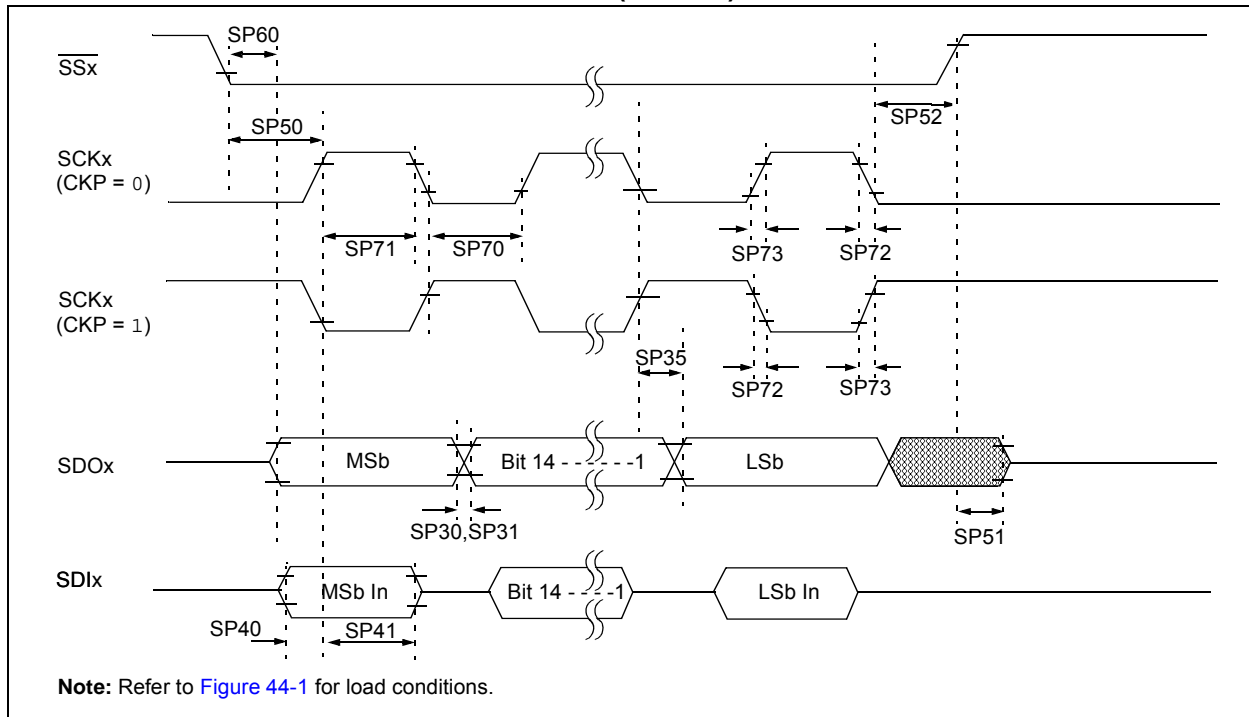 SP60
SSx
SP50
SP52
SCKx
(CKP = 0)
SP71
SP70
SP73
SP72
SCKx
(CKP = 1)
SP35
SP72
SP73
SDOx
MSb
Bit 14 - - - - - -1
LSb
SP30,SP31
SP51
SDIx
MSb In
Bit 14 - - - -1
LSb In
SP40
SP41
Note: Refer to Figure 44-1 for load conditions.